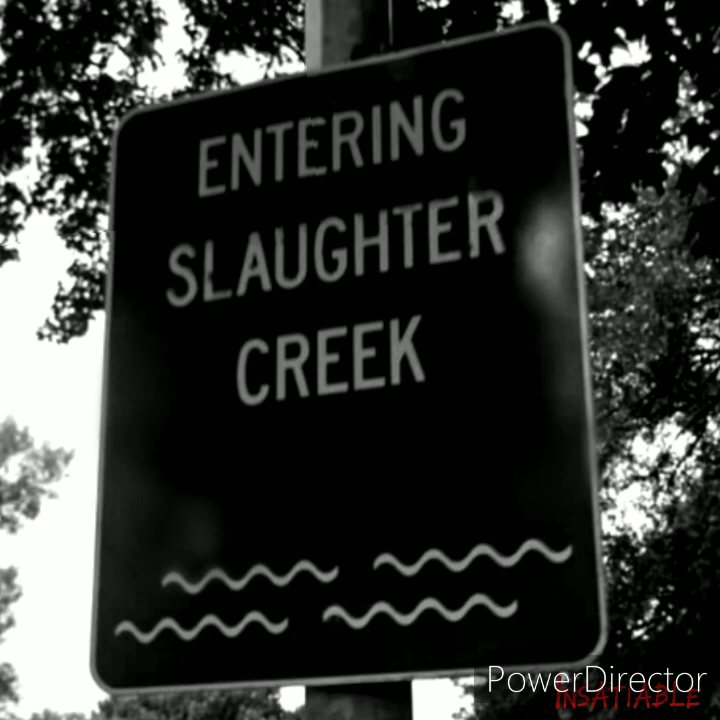 ENTERING
SLAUGHTER
CREEK
PowerDirector
INSATIABLE